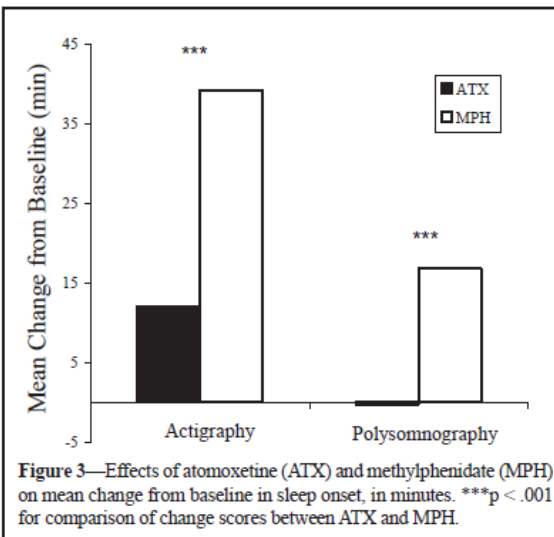 45
***
ATX
MPH
35
25
***
15
5
-5
Mean Change from Baseline (min)
Actigraphy
Polysomnography
Figure 3—Effects of atomoxetine (ATX) and methylphenidate (MPH)
on mean change from baseline in sleep onset, in minutes. ***p < .001
for comparison of change scores between ATX and MPH.